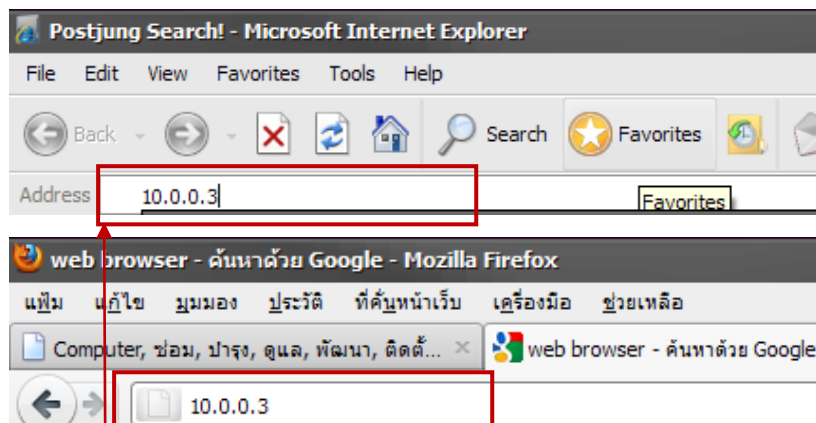 Postjung Search! - Microsoft Internet Explorer
File Edit View Favorites Tools Help
Back Search Favorites
Address 10.0.0.3 Favorites
web browser - ค้นหาด้วย Google - Mozilla Firefox
แฟ้ม แก้ไข มุมมอง ประวัติ ที่คั่นหน้าเว็บ เครื่องมือ ช่วยเหลือ
Computer, ซ่อม, บำรุง, ดูแล, พัฒนา, ติดตั้... web browser - ค้นหาด้วย Google
10.0.0.3